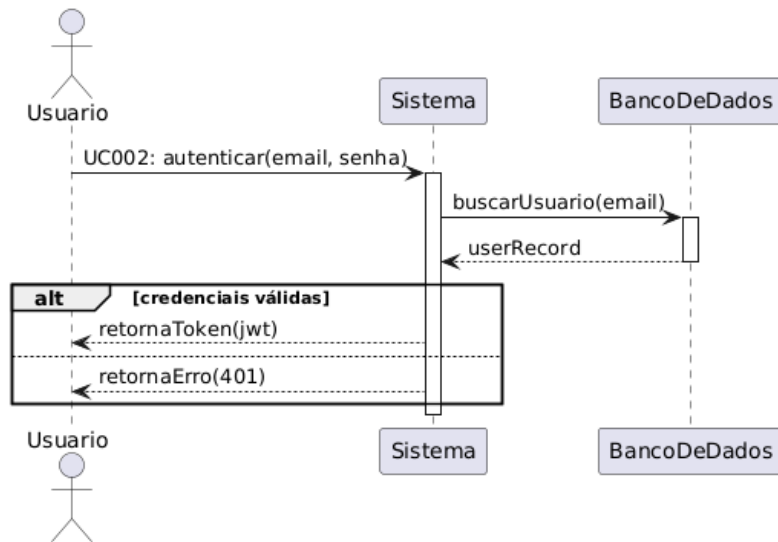 Usuario
Sistema
BancoDeDados
UC002: autenticar(email, senha)
buscarUsuario(email)
userRecord
alt [credenciais válidas]
retornaToken(jwt)
retornaErro(401)
Usuario
Sistema
BancoDeDados